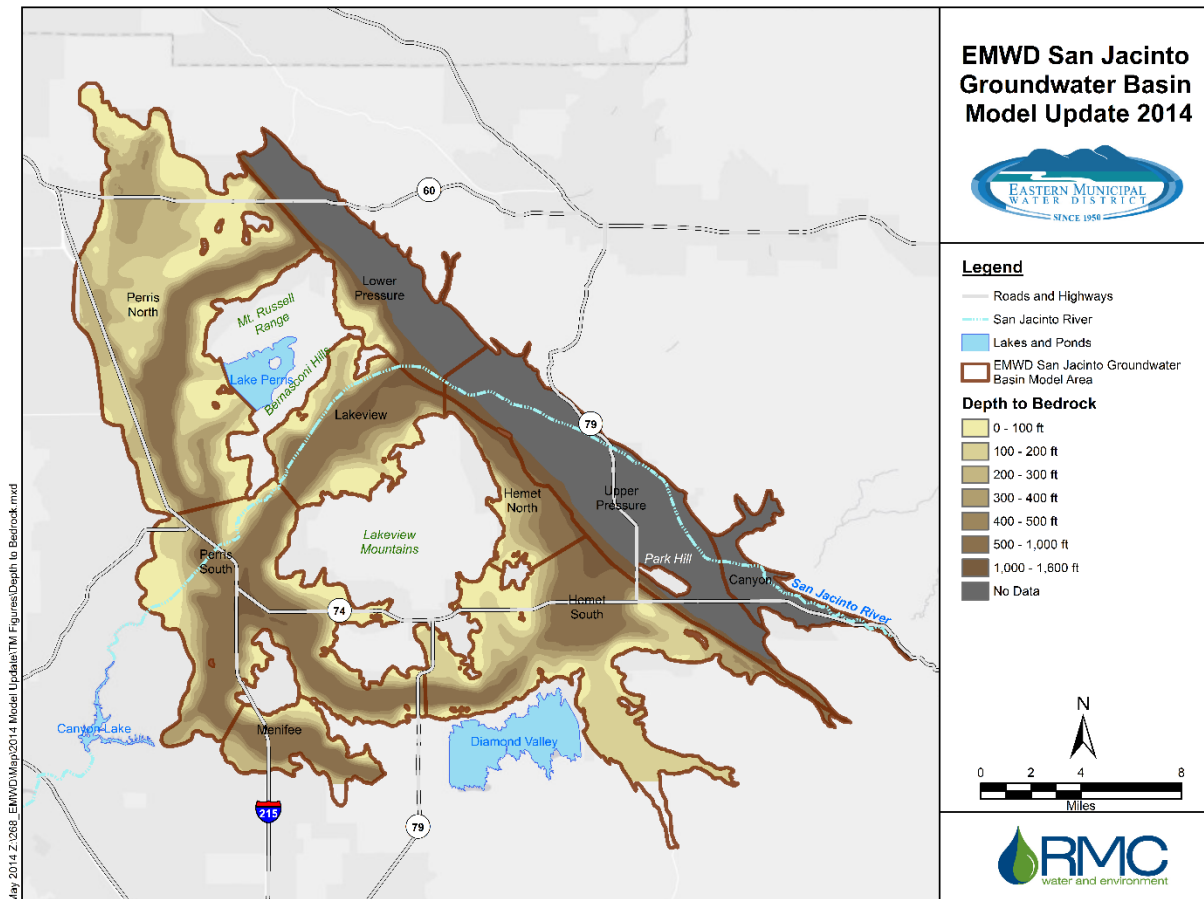 EMWD San Jacinto
Groundwater Basin
Model Update 2014
EASTERN MUNICIPAL
WATER DISTRICT
SINCE 1950
Legend
Roads and Highways
San Jacinto River
Lakes and Ponds
EMWD San Jacinto Groundwater
Basin Model Area
Depth to Bedrock
0 - 100 ft
100 - 200 ft
200 - 300 ft
300 - 400 ft
400 - 500 ft
500 - 1,000 ft
1,000 - 1,600 ft
No Data
N
0 2 4 8
Miles
RMC
water and environment
60
Lower
Pressure
Perris
North
Mt. Russell
Range
Lake Perris
Bernasconi Hills
Lakeview
79
Hemet
North
Upper
Pressure
Lakeview
Mountains
Perris
South
Park Hill
Canyon
San Jacinto River
74
Hemet
South
Canyon Lake
Menifee
Diamond Valley
215
79
May 2014 Z:\268_EMWD\Map\2014 Model Update\TM Figures\Depth to Bedrock.mxd